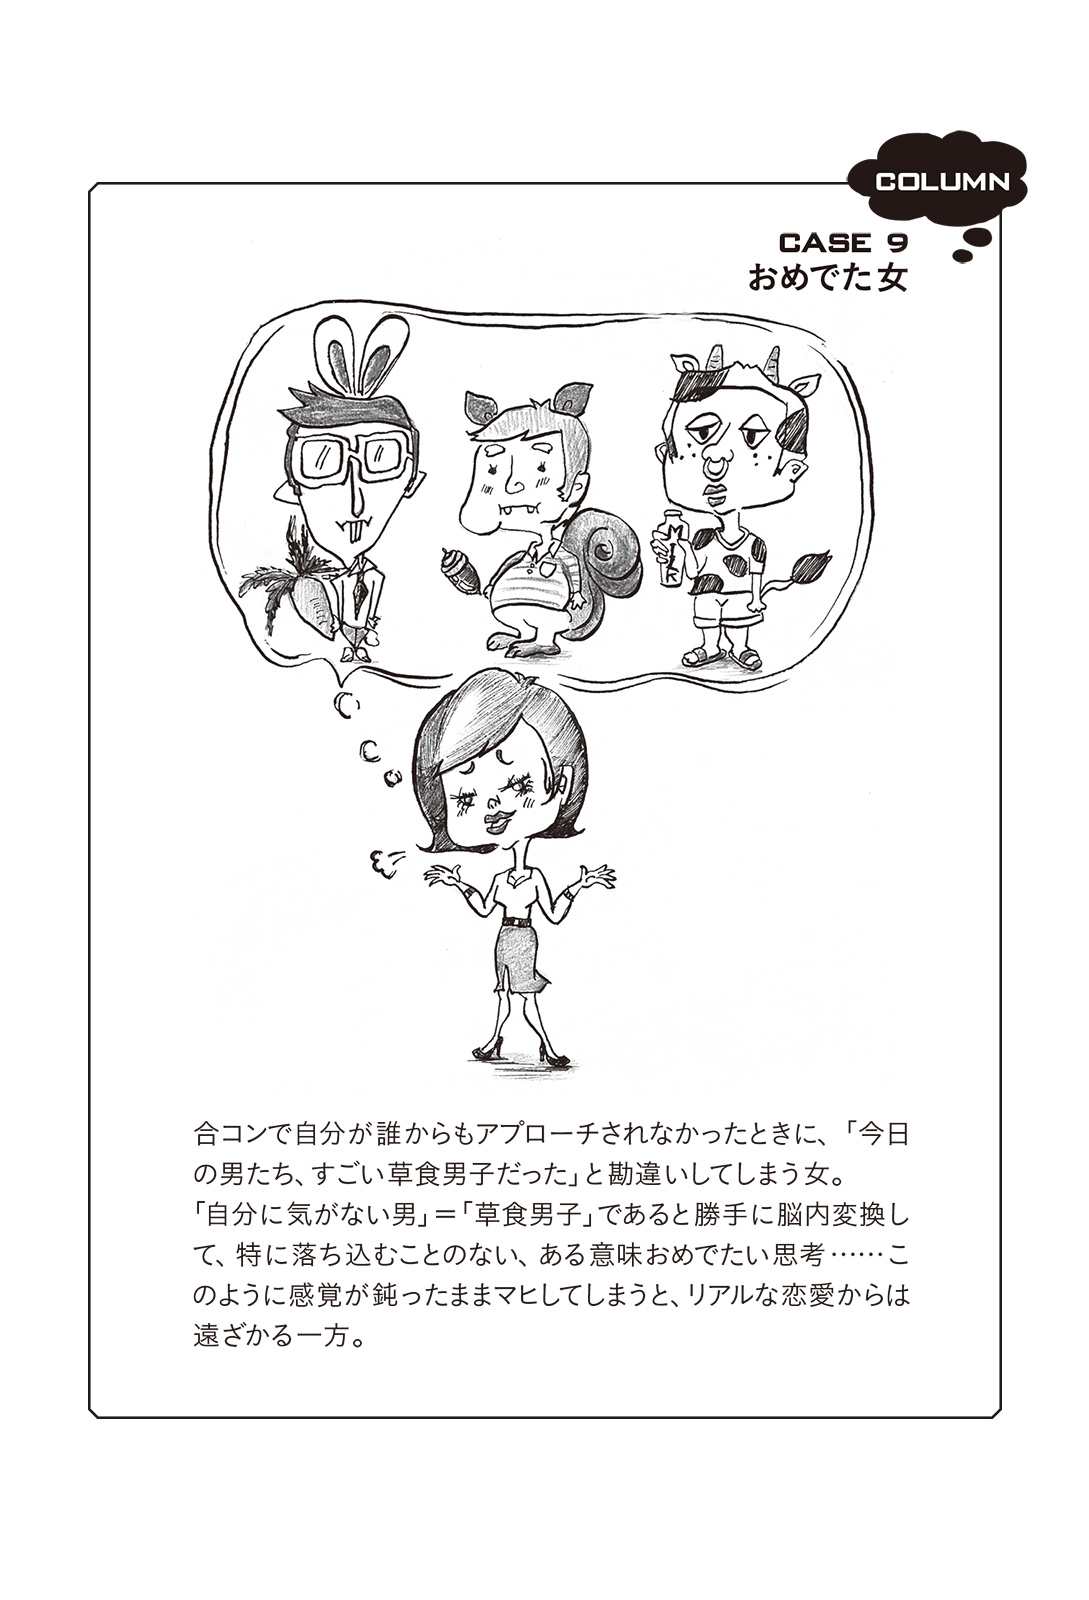 COLUMN
CASE 9
おめでた女
MILK
合コンで自分が誰からもアプローチされなかったときに、「今日
の男たち、すごい草食男子だった」と勘違いしてしまう女。
「自分に気がない男」＝「草食男子」であると勝手に脳内変換し
て、特に落ち込むことのない、ある意味おめでたい思考……こ
のように感覚が鈍ったままマヒしてしまうと、リアルな恋愛からは
遠ざかる一方。